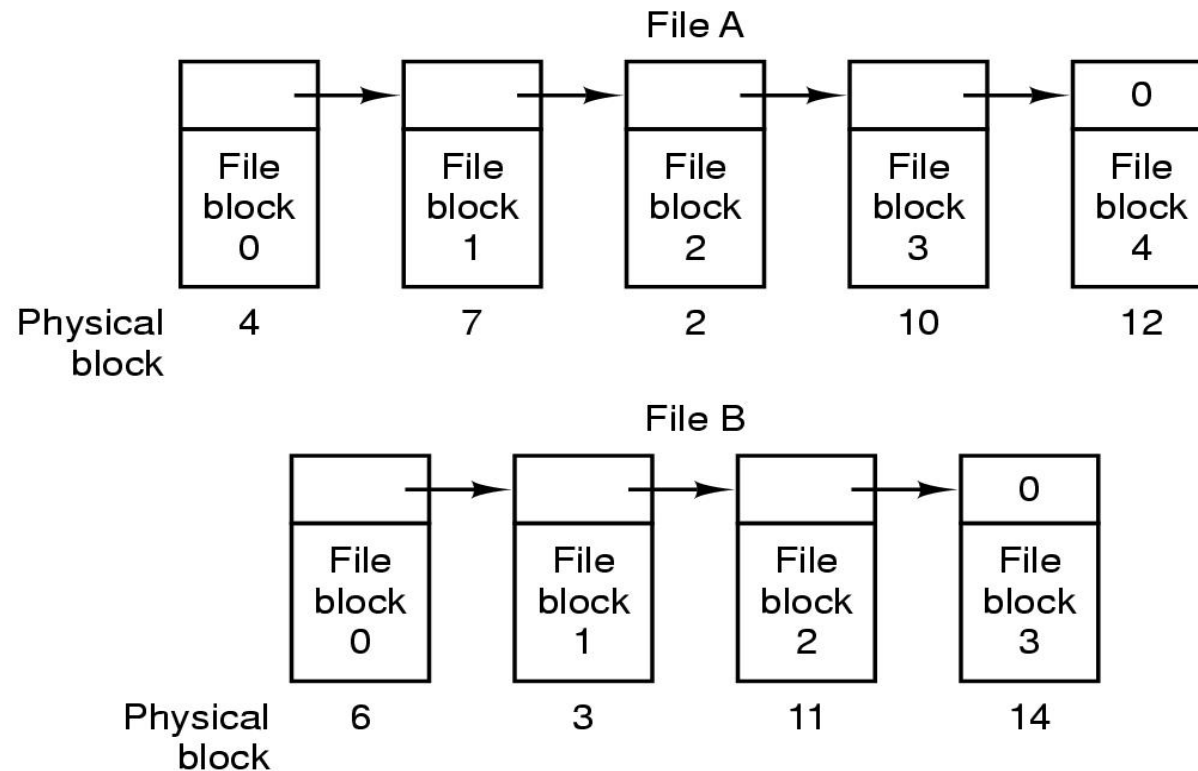 File A
0
File File File File File
block block block block block
0 1 2 3 4
Physical 4 7 2 10 12
block
File B
0
File File File File
block block block block
0 1 2 3
Physical 6 3 11 14
block